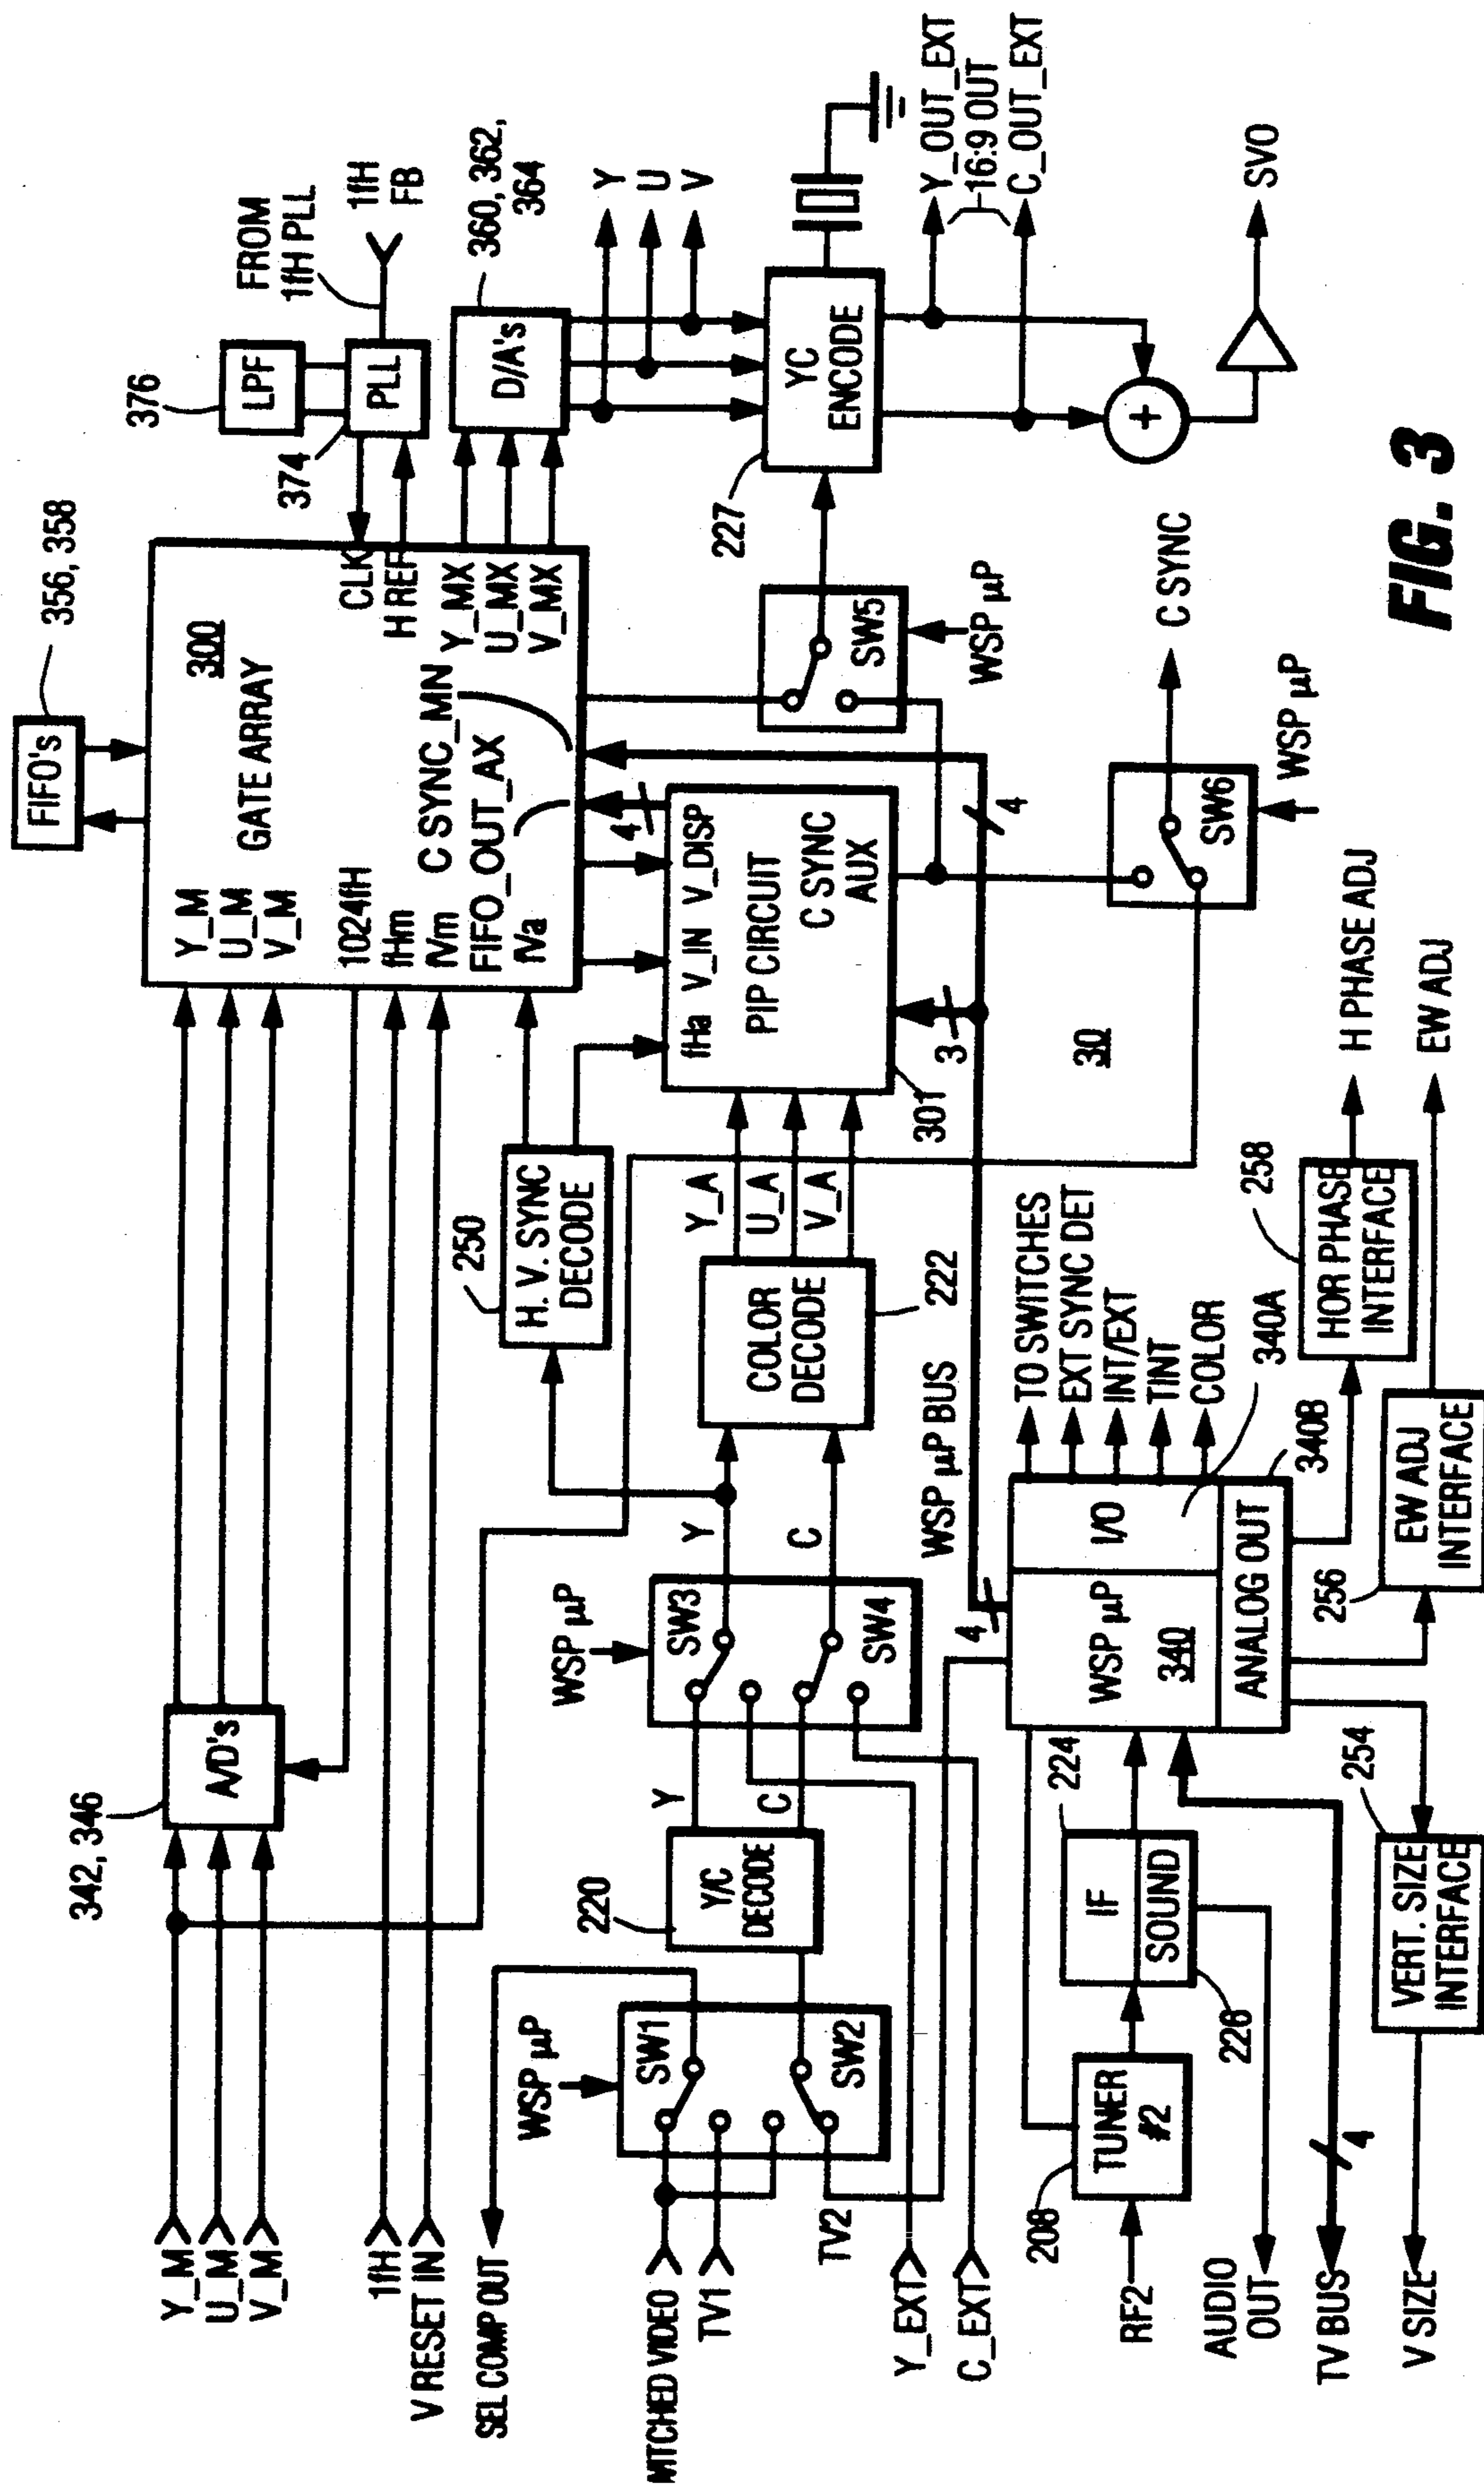 Y_M
U_M
V_M
1fH
V RESET IN
SEL COMP OUT
WITCHED VIDEO
TV1
TV2
Y_EXT
C_EXT
RF2
AUDIO
OUT
TV BUS
V SIZE
342, 346
A/D's
WSP µP
SW1
SW2
220
Y/C
DECODE
Y
C
WSP µP
SW3
SW4
Y
C
208
TUNER
#2
224
IF
SOUND
226
4
254
VERT. SIZE
INTERFACE
250
H. V. SYNC
DECODE
COLOR
DECODE
222
Y_A
U_A
V_A
WSP µP BUS
4
WSP µP
340
I/O
ANALOG OUT
340B
340A
TO SWITCHES
EXT SYNC DET
INT/EXT
TINT
COLOR
256
EW ADJ
INTERFACE
258
HOR PHASE
INTERFACE
H PHASE ADJ
EW ADJ
FIFO's
356, 358
300
GATE ARRAY
Y_M
U_M
V_M
1024fH
fHm
fVm
FIFO_OUT_AX
fVa
C SYNC_MN
CLK
H REF
Y_MX
U_MX
V_MX
4
fHa
V_IN
V_DISP
PIP CIRCUIT
C SYNC
AUX
301
3
4
30
376
LPF
374
PLL
FROM
1fH PLL
1fH
FB
D/A's
360, 362,
364
Y
U
V
SW5
WSP µP
227
YC
ENCODE
Y_OUT_EXT
16:9 OUT
C_OUT_EXT
+
SVO
SW6
WSP µP
C SYNC
FIG. 3